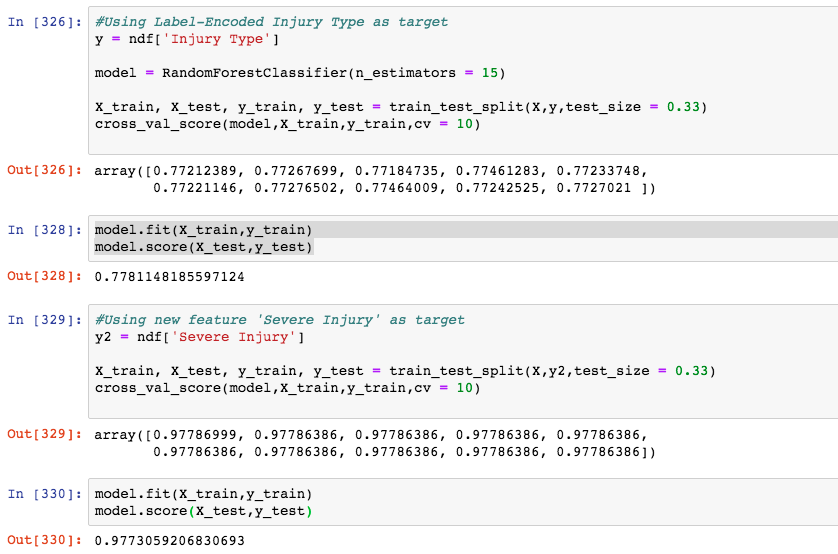 In [326]: #Using Label-Encoded Injury Type as target
y = ndf['Injury Type']
model = RandomForestClassifier(n_estimators = 15)
X_train, X_test, y_train, y_test = train_test_split(X,y,test_size = 0.33)
cross_val_score(model,X_train,y_train,cv = 10)
Out[326]: array([0.77212389, 0.77267699, 0.77184735, 0.77461283, 0.77233748,
0.77221146, 0.77276502, 0.77464009, 0.77242525, 0.7727021 ])
In [328]: model.fit(X_train,y_train)
model.score(X_test,y_test)
Out[328]: 0.7781148185597124
In [329]: #Using new feature 'Severe Injury' as target
y2 = ndf['Severe Injury']
X_train, X_test, y_train, y_test = train_test_split(X,y2,test_size = 0.33)
cross_val_score(model,X_train,y_train,cv = 10)
Out[329]: array([0.97786999, 0.97786386, 0.97786386, 0.97786386, 0.97786386,
0.97786386, 0.97786386, 0.97786386, 0.97786386, 0.97786386])
In [330]: model.fit(X_train,y_train)
model.score(X_test,y_test)
Out[330]: 0.9773059206830693